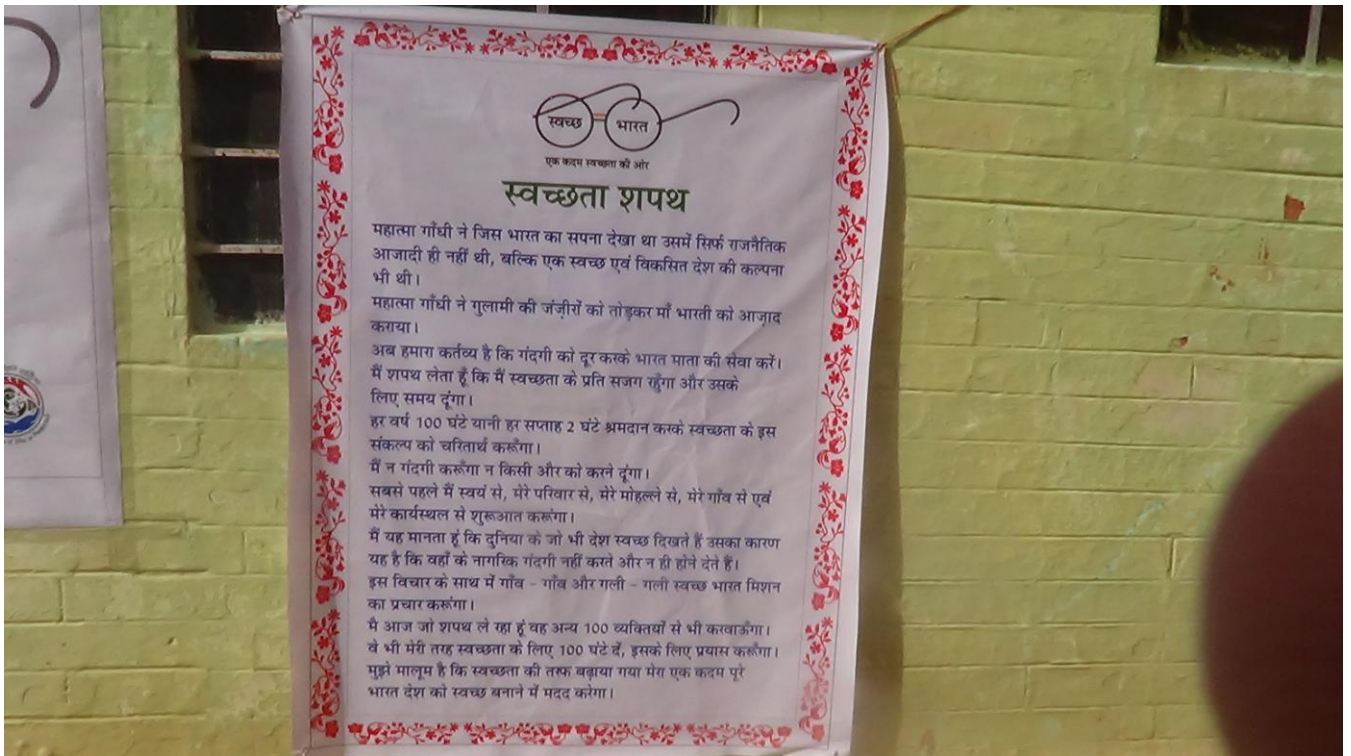 स्वच्छ भारत
एक कदम स्वच्छता की ओर
स्वच्छता शपथ
महात्मा गाँधी ने जिस भारत का सपना देखा था उसमें सिर्फ राजनैतिक
आजादी ही नहीं थी, बल्कि एक स्वच्छ एवं विकसित देश की कल्पना
भी थी।
महात्मा गाँधी ने गुलामी की जंज़ीरों को तोड़कर माँ भारती को आज़ाद
कराया।
अब हमारा कर्तव्य है कि गंदगी को दूर करके भारत माता की सेवा करें।
मैं शपथ लेता हूँ कि मैं स्वच्छता के प्रति सजग रहुँगा और उसके
लिए समय दूंगा।
हर वर्ष 100 घंटे यानी हर सप्ताह 2 घंटे श्रमदान करके स्वच्छता के इस
संकल्प को चरितार्थ करूँगा।
मैं न गंदगी करूँगा न किसी और को करने दूंगा।
सबसे पहले मैं स्वयं से, मेरे परिवार से, मेरे मोहल्ले से, मेरे गाँव से एवं
मेरे कार्यस्थल से शुरूआत करूंगा।
मैं यह मानता हूं कि दुनिया के जो भी देश स्वच्छ दिखते हैं उसका कारण
यह है कि वहाँ के नागरिक गंदगी नहीं करते और न ही होने देते हैं।
इस विचार के साथ में गाँव - गाँव और गली - गली स्वच्छ भारत मिशन
का प्रचार करूंगा।
मै आज जो शपथ ले रहा हूं वह अन्य 100 व्यक्तियों से भी करवाऊँगा।
वे भी मेरी तरह स्वच्छता के लिए 100 घंटे दें, इसके लिए प्रयास करूँगा।
मुझे मालूम है कि स्वच्छता की तरफ बढ़ाया गया मेरा एक कदम पूरे
भारत देश को स्वच्छ बनाने में मदद करेगा।